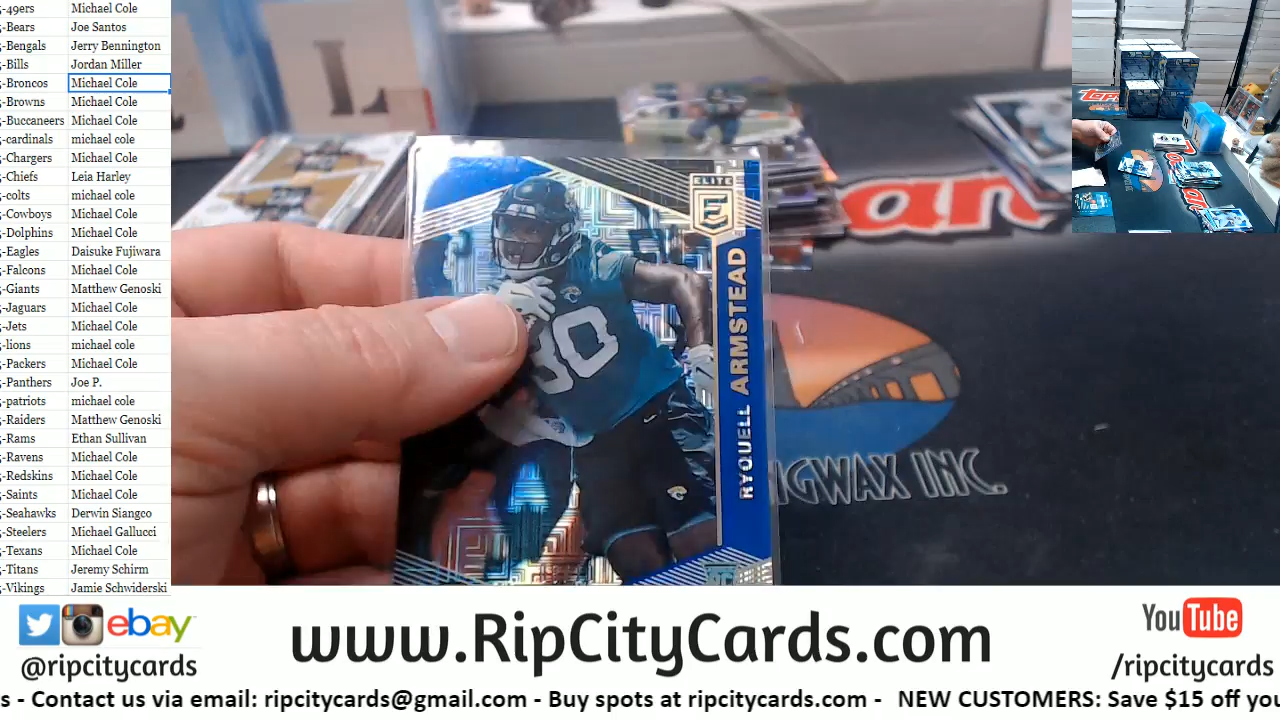 -49ers Michael Cole
-Bears Joe Santos
-Bengals Jerry Bennington
-Bills Jordan Miller
-Broncos Michael Cole
-Browns Michael Cole
-Buccaneers Michael Cole
-cardinals michael cole
-Chargers Michael Cole
-Chiefs Leia Harley
-colts michael cole
-Cowboys Michael Cole
-Dolphins Michael Cole
-Eagles Daisuke Fujiwara
-Falcons Michael Cole
-Giants Matthew Genoski
-Jaguars Michael Cole
-Jets Michael Cole
-lions michael cole
-Packers Michael Cole
-Panthers Joe P.
-patriots michael cole
-Raiders Matthew Genoski
-Rams Ethan Sullivan
-Ravens Michael Cole
-Redskins Michael Cole
-Saints Michael Cole
-Seahawks Derwin Siangco
-Steelers Michael Gallucci
-Texans Michael Cole
-Titans Jeremy Schirm
-Vikings Jamie Schwiderski
ELITE
E
RYQUELL ARMSTEAD
30
RC
IGWAX INC.
Topps
ebay
@ripcitycards
www.RipCityCards.com
YouTube
/ripcitycards
s - Contact us via email: ripcitycards@gmail.com - Buy spots at ripcitycards.com - NEW CUSTOMERS: Save $15 off you